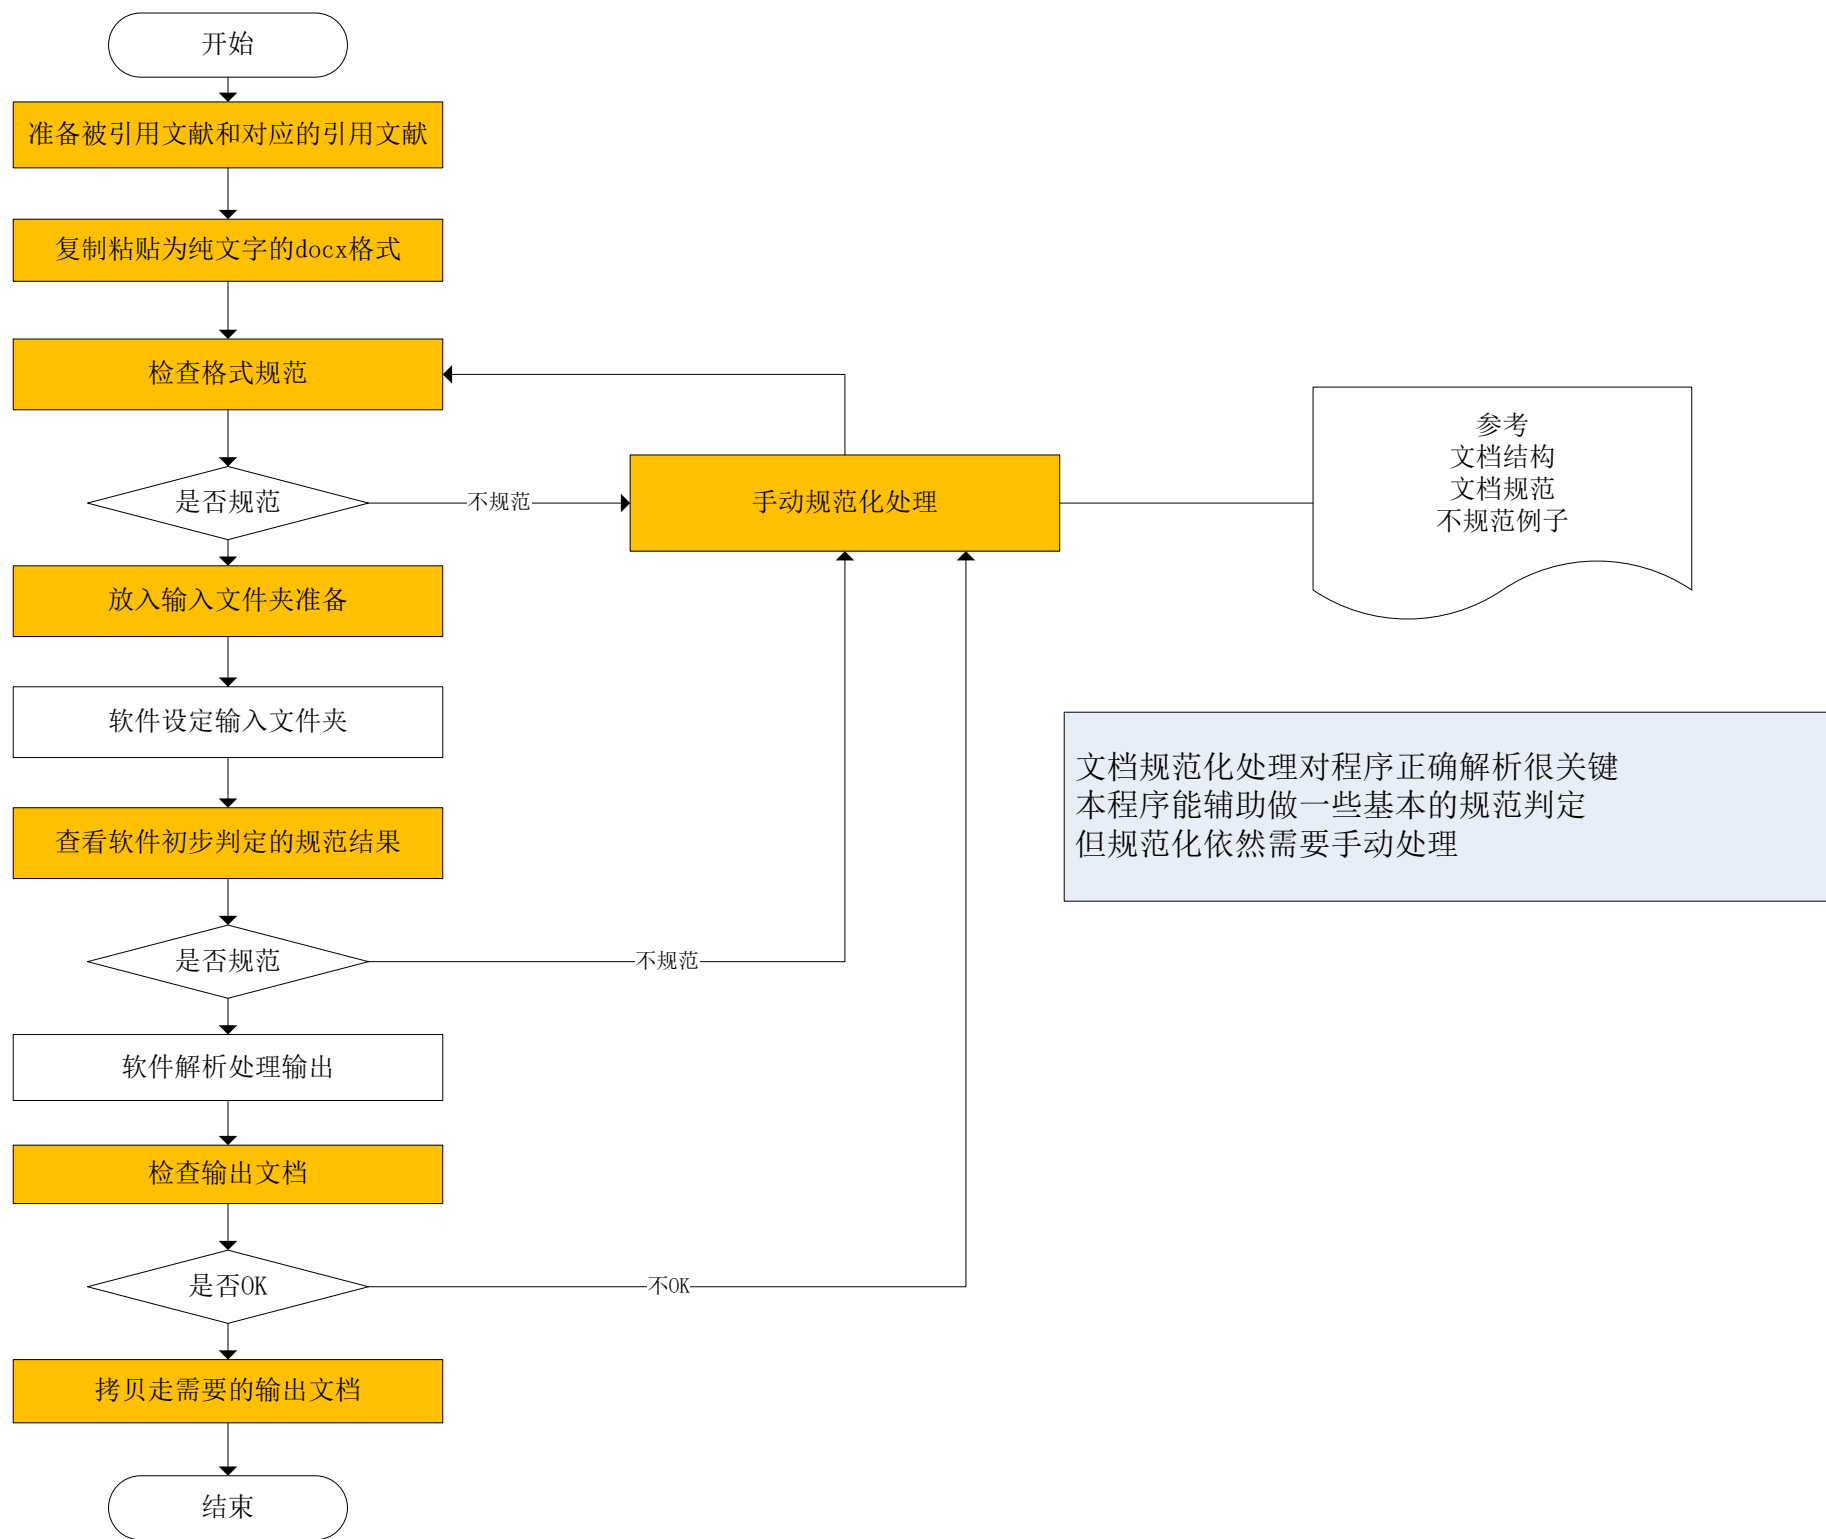 开始
准备被引用文献和对应的引用文献
复制粘贴为纯文字的docx格式
检查格式规范
是否规范
不规范
手动规范化处理
参考
文档结构
文档规范
不规范例子
放入输入文件夹准备
软件设定输入文件夹
文档规范化处理对程序正确解析很关键
本程序能辅助做一些基本的规范判定
但规范化依然需要手动处理
查看软件初步判定的规范结果
是否规范
不规范
软件解析处理输出
检查输出文档
是否OK
不OK
拷贝走需要的输出文档
结束